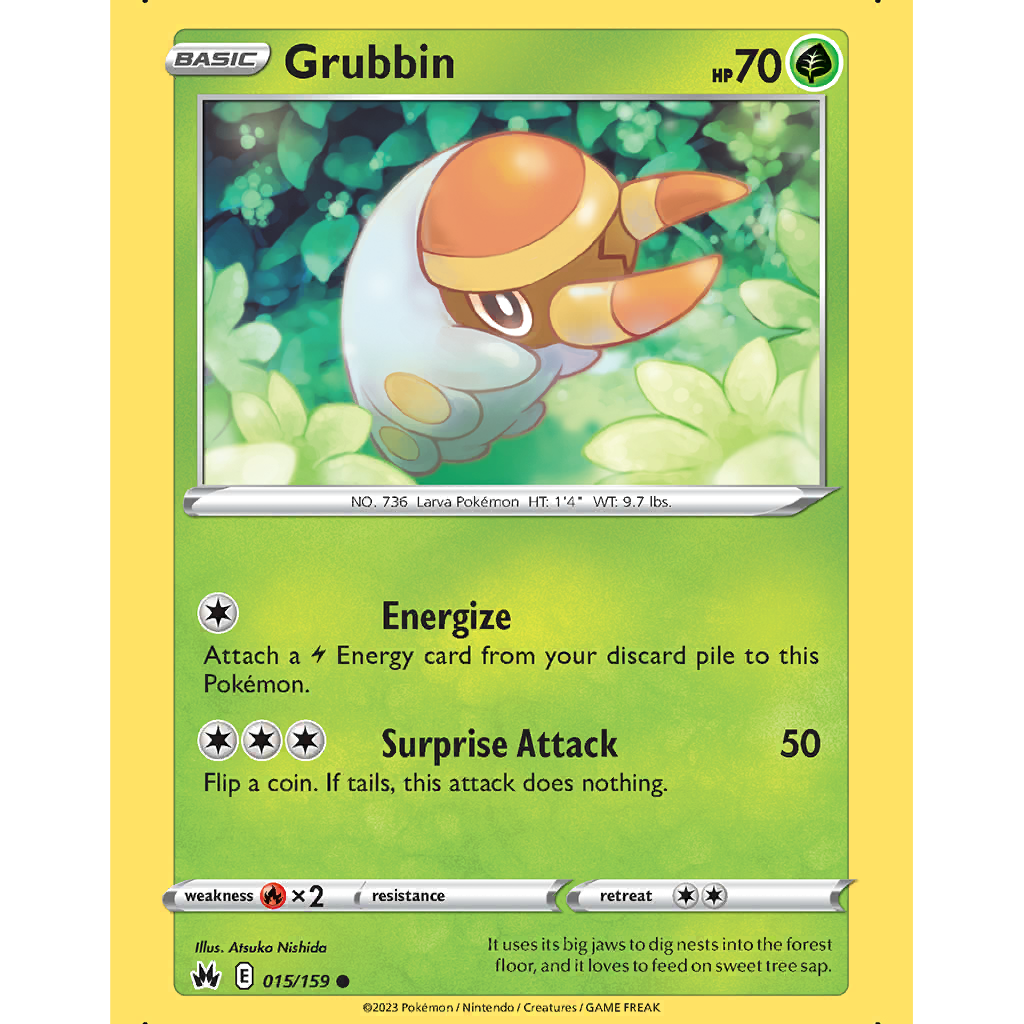 BASIC Grubbin HP 70
NO. 736 Larva Pokémon HT: 1'4" WT: 9.7 lbs.
Energize
Attach a Energy card from your discard pile to this
Pokémon.
Surprise Attack 50
Flip a coin. If tails, this attack does nothing.
weakness ×2 resistance retreat
Illus. Atsuko Nishida
It uses its big jaws to dig nests into the forest
floor, and it loves to feed on sweet tree sap.
E 015/159
©2023 Pokémon / Nintendo / Creatures / GAME FREAK